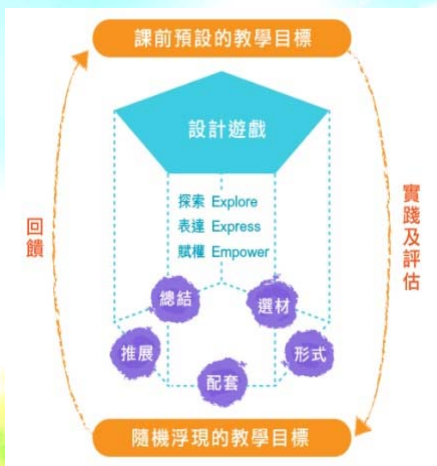 課前預設的教學目標
設計遊戲
探索 Explore
表達 Express
賦權 Empower
回饋
實踐及評估
總結
選材
推展
形式
配套
隨機浮現的教學目標